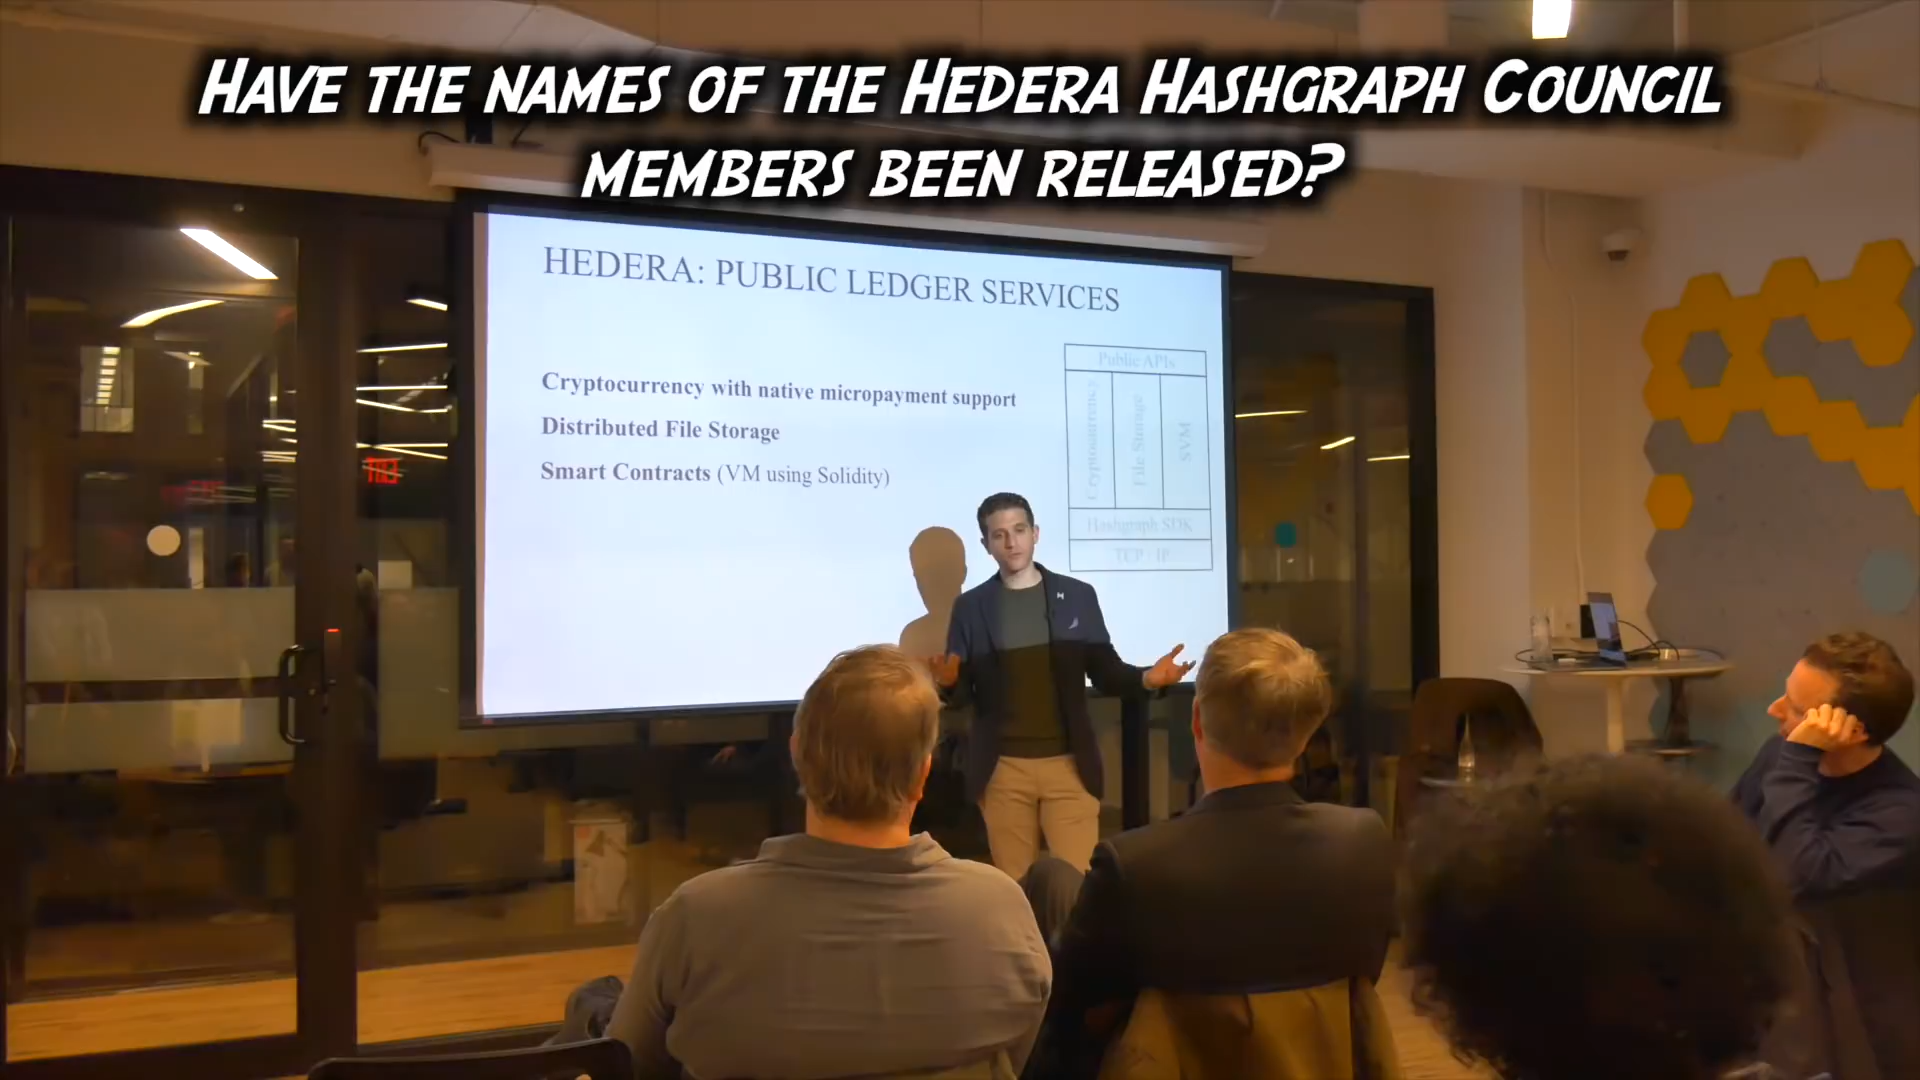 HAVE THE NAMES OF THE HEDERA HASHGRAPH COUNCIL
MEMBERS BEEN RELEASED?
HEDERA: PUBLIC LEDGER SERVICES
Cryptocurrency with native micropayment support
Distributed File Storage
Smart Contracts (VM using Solidity)
Public APIs
Cryptocurrency
File Storage
SVM
Hashgraph SDK
TCP / IP
EXIT